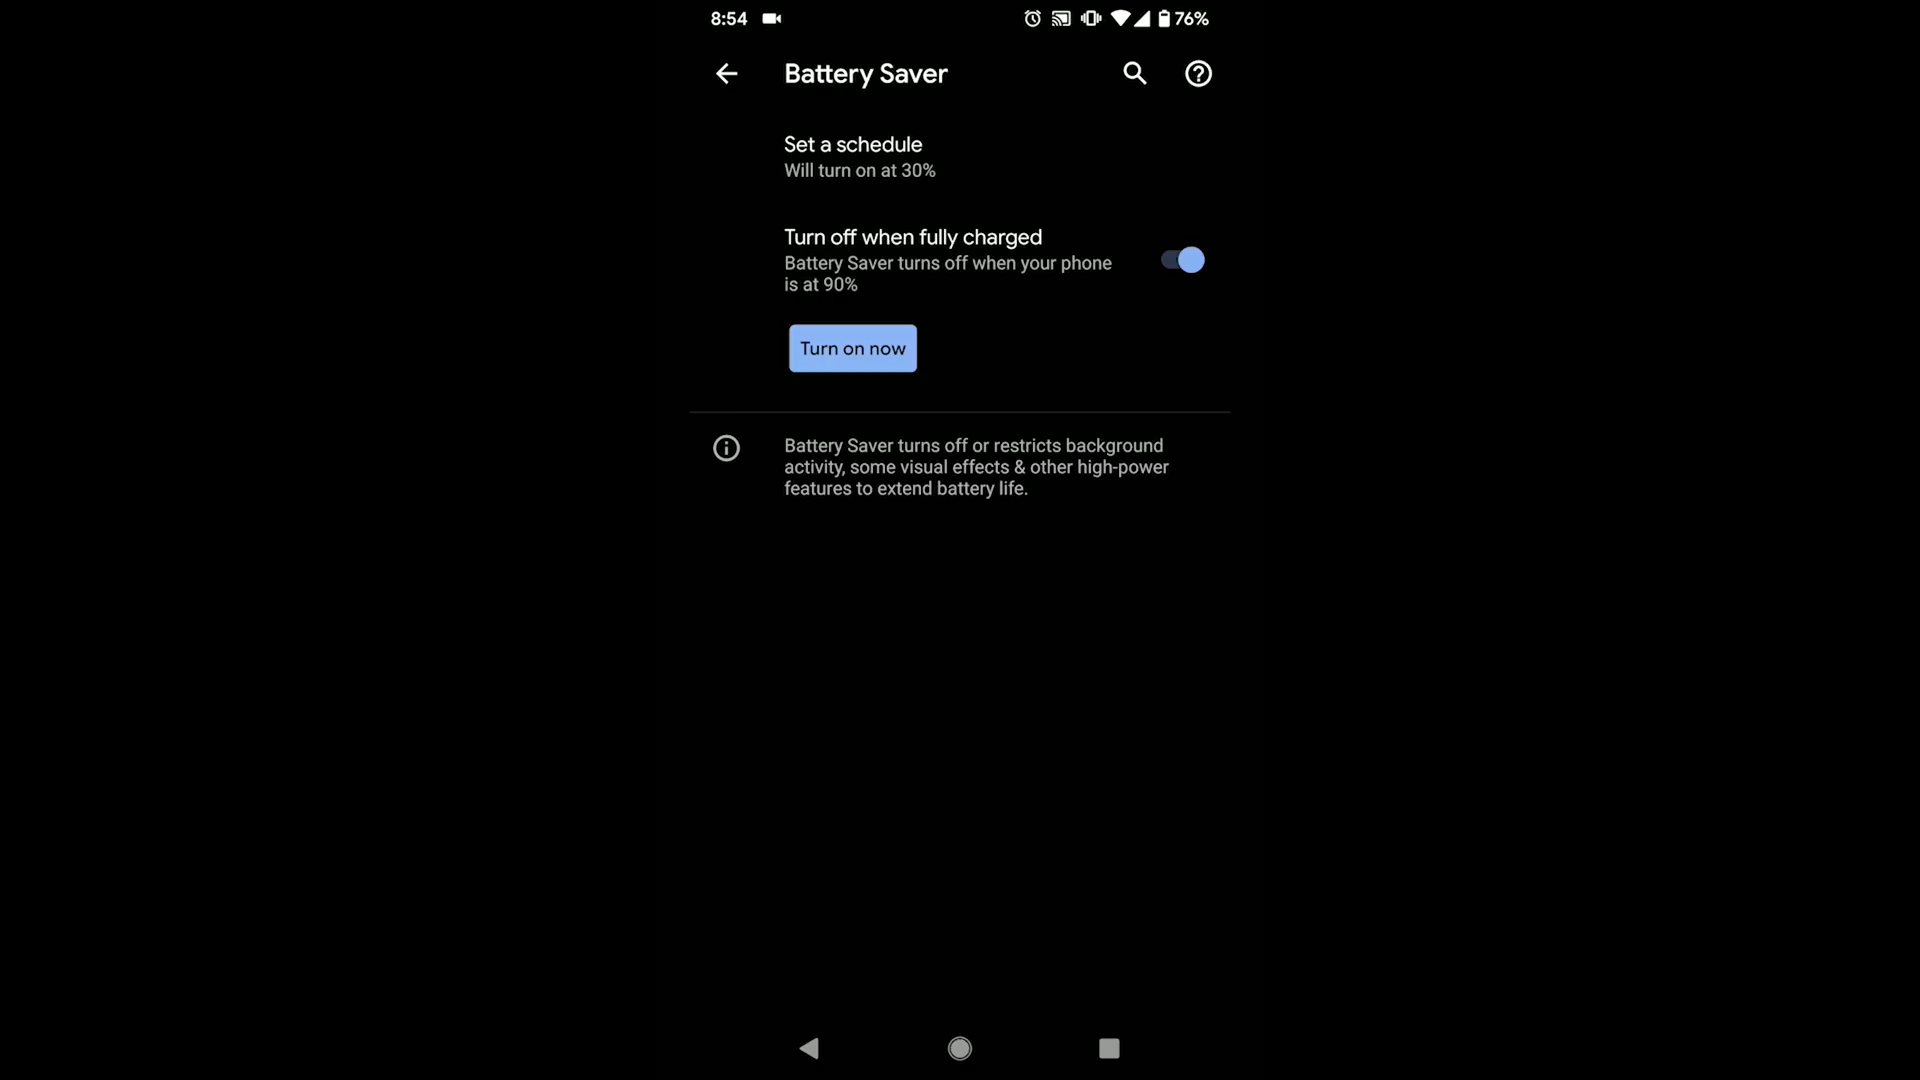 8:54
76%
Battery Saver
Set a schedule
Will turn on at 30%
Turn off when fully charged
Battery Saver turns off when your phone
is at 90%
Turn on now
Battery Saver turns off or restricts background
activity, some visual effects & other high-power
features to extend battery life.